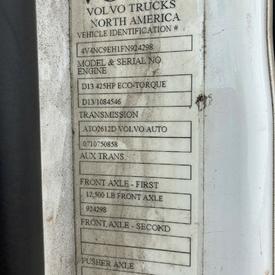 VOLVO
VOLVO TRUCKS
NORTH AMERICA
VEHICLE IDENTIFICATION #
4V4NC9EH1FN924298
MODEL & SERIAL NO
ENGINE
D13 425HP ECO-TORQUE
D13/1084546
TRANSMISSION
ATO2612D VOLVO AUTO
0710750858
AUX TRANS
FRONT AXLE - FIRST
12,500 LB FRONT AXLE
924298
FRONT AXLE - SECOND
PUSHER AXLE